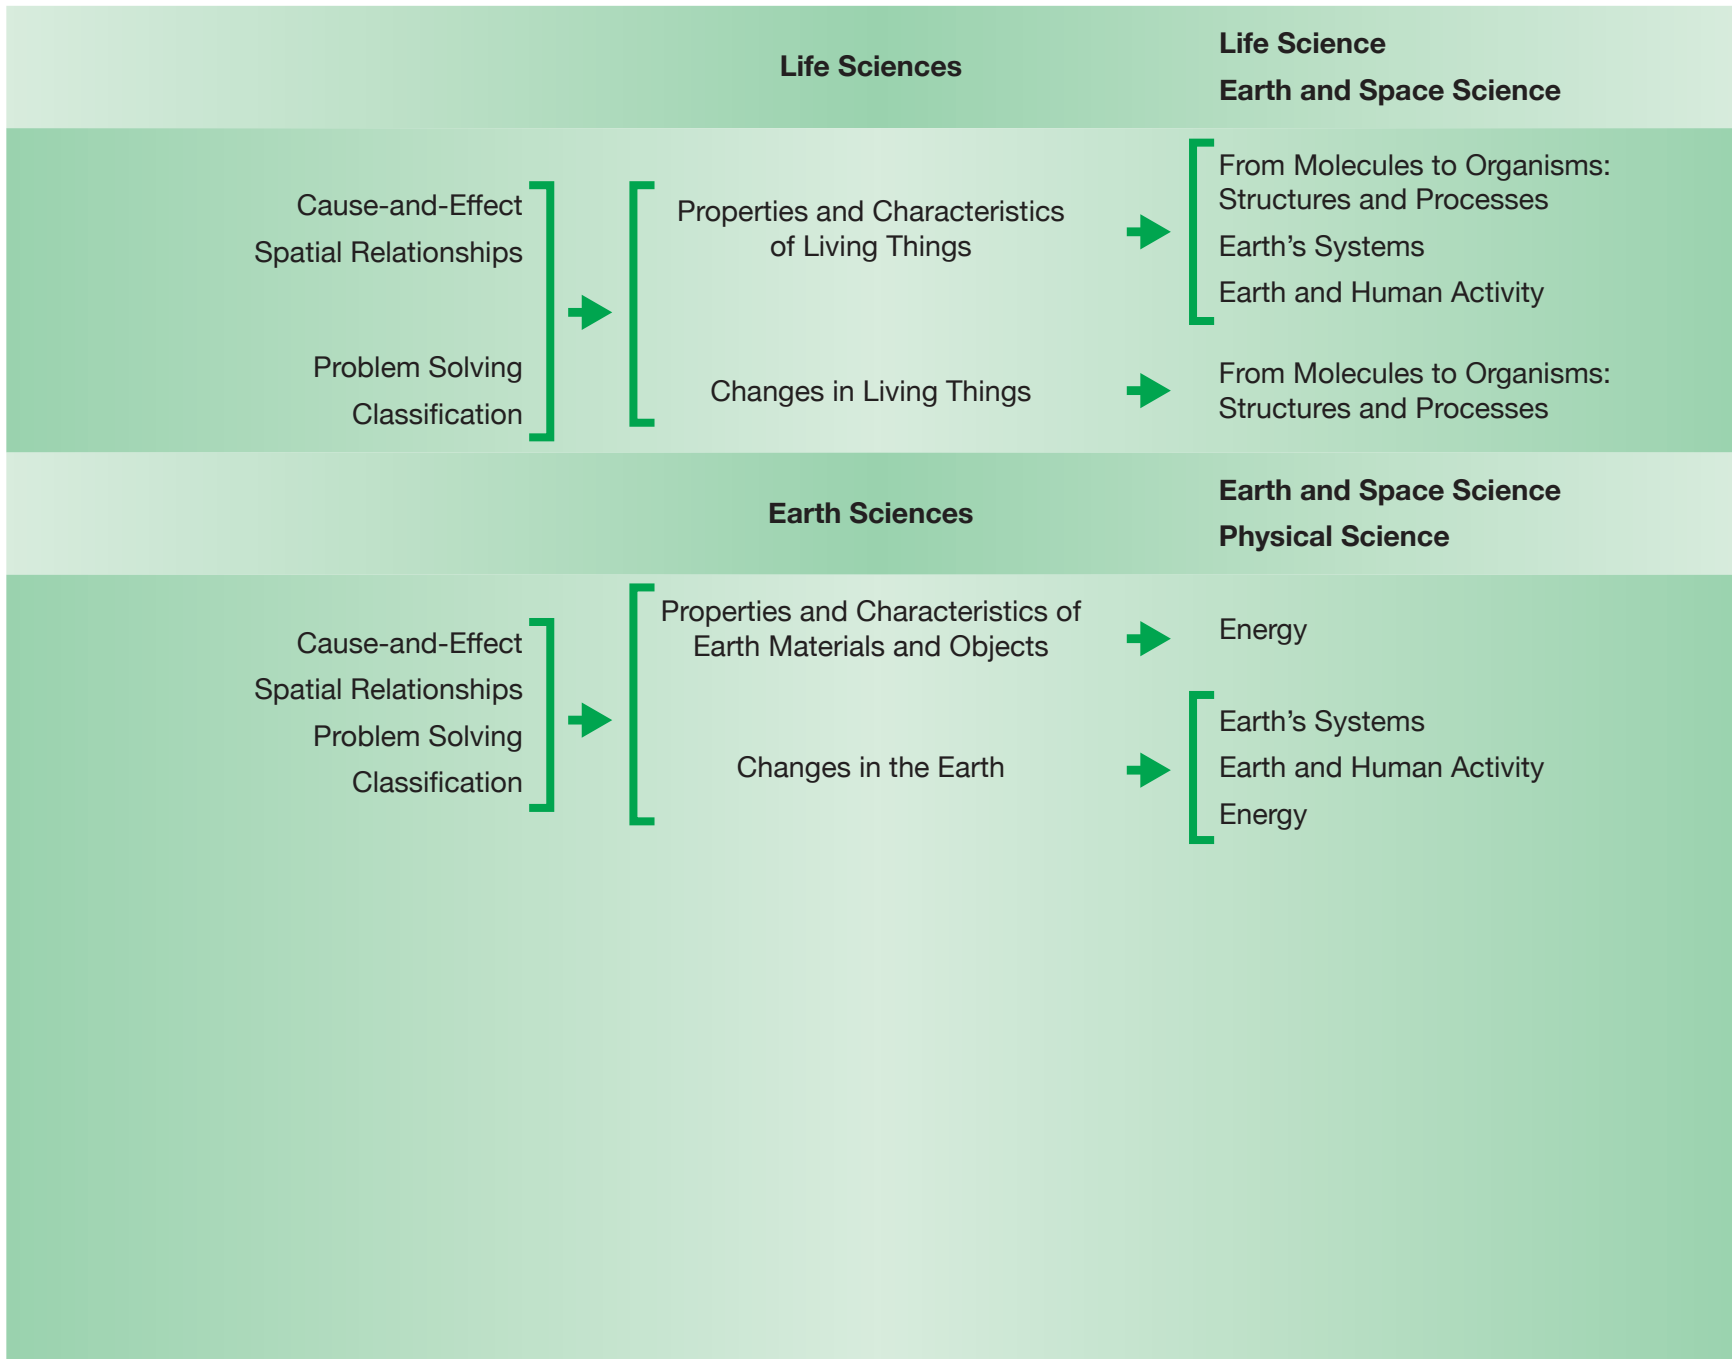 Life Sciences
Life Science
Earth and Space Science
Cause-and-Effect
Spatial Relationships
Problem Solving
Classification
Properties and Characteristics
of Living Things
From Molecules to Organisms:
Structures and Processes
Earth’s Systems
Earth and Human Activity
Changes in Living Things
From Molecules to Organisms:
Structures and Processes
Earth Sciences
Earth and Space Science
Physical Science
Cause-and-Effect
Spatial Relationships
Problem Solving
Classification
Properties and Characteristics of
Earth Materials and Objects
Energy
Changes in the Earth
Earth’s Systems
Earth and Human Activity
Energy